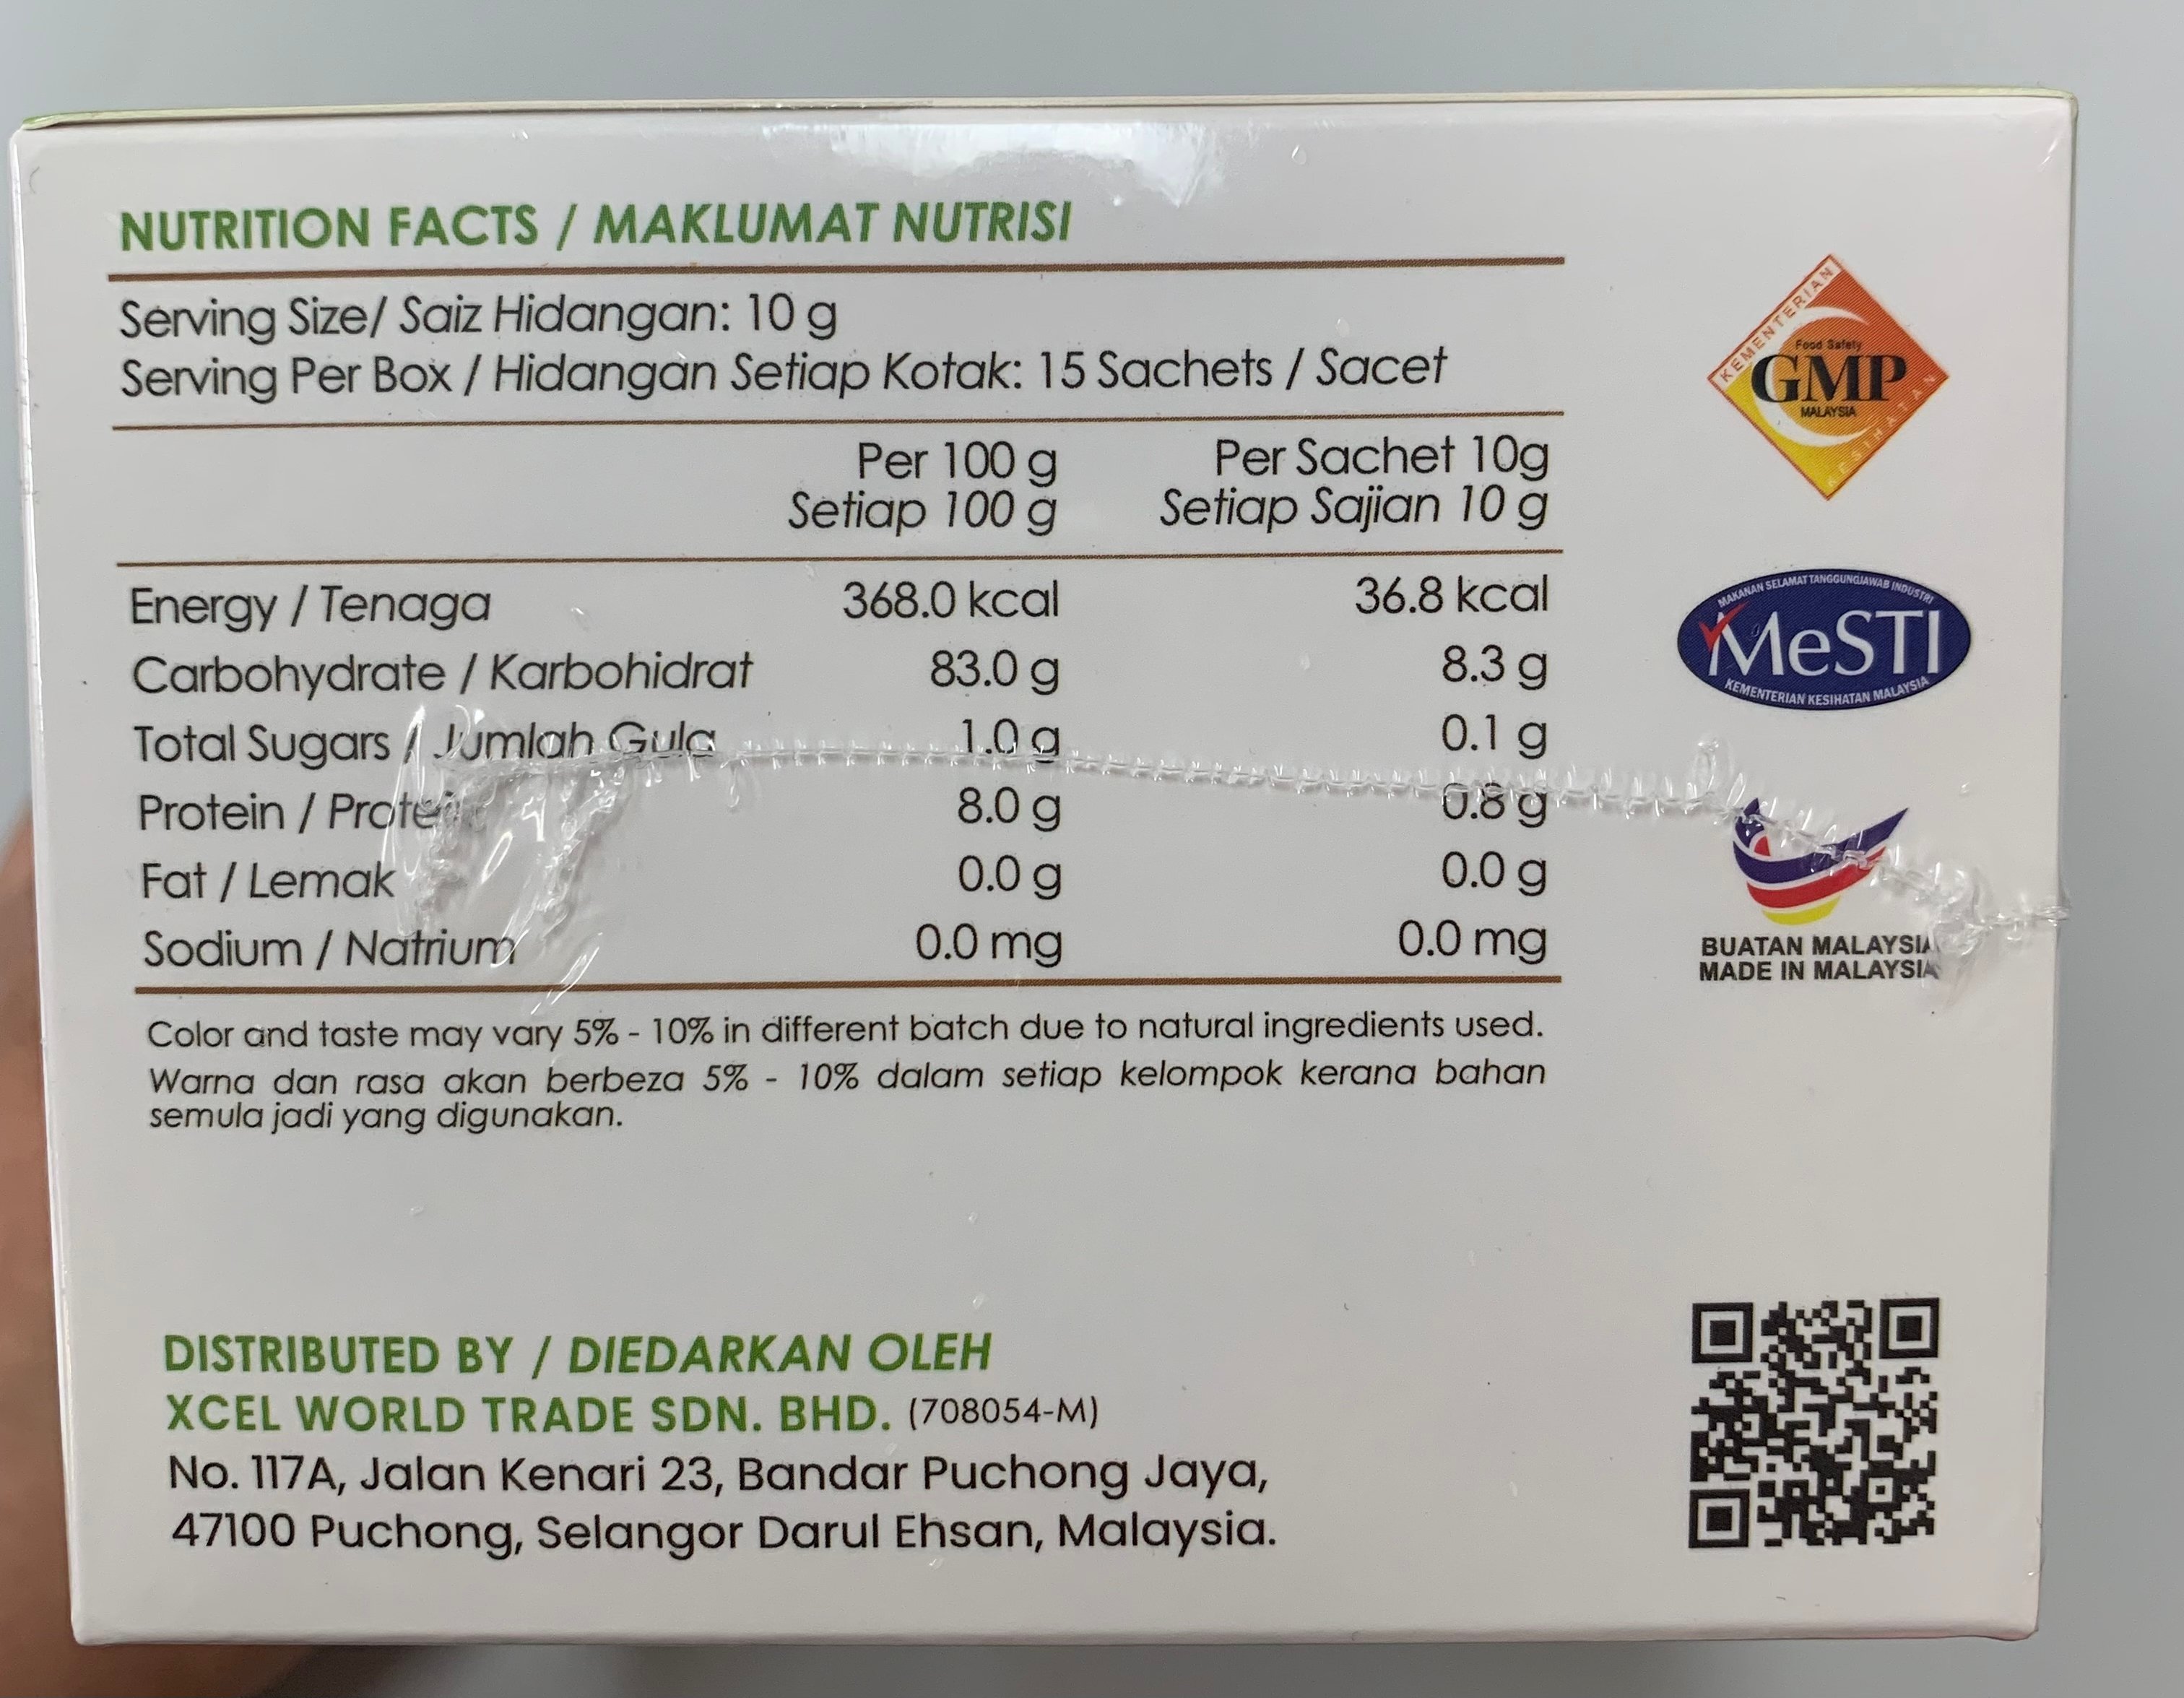 NUTRITION FACTS / MAKLUMAT NUTRISI
Serving Size/ Saiz Hidangan: 10 g
Serving Per Box / Hidangan Setiap Kotak: 15 Sachets / Sacet
Per 100 g Per Sachet 10g
Setiap 100 g Setiap Sajian 10 g
Energy / Tenaga 368.0 kcal 36.8 kcal
Carbohydrate / Karbohidrat 83.0 g 8.3 g
Total Sugars / Jumlah Gula 1.0 g 0.1 g
Protein / Protein 8.0 g 0.8 g
Fat / Lemak 0.0 g 0.0 g
Sodium / Natrium 0.0 mg 0.0 mg
Color and taste may vary 5% - 10% in different batch due to natural ingredients used.
Warna dan rasa akan berbeza 5% - 10% dalam setiap kelompok kerana bahan
semula jadi yang digunakan.
KEMENTERIAN
Food Safety
GMP
MALAYSIA
KESIHATAN
MAKANAN SELAMAT TANGGUNGJAWAB INDUSTRI
MeSTI
KEMENTERIAN KESIHATAN MALAYSIA
BUATAN MALAYSIA
MADE IN MALAYSIA
DISTRIBUTED BY / DIEDARKAN OLEH
XCEL WORLD TRADE SDN. BHD. (708054-M)
No. 117A, Jalan Kenari 23, Bandar Puchong Jaya,
47100 Puchong, Selangor Darul Ehsan, Malaysia.